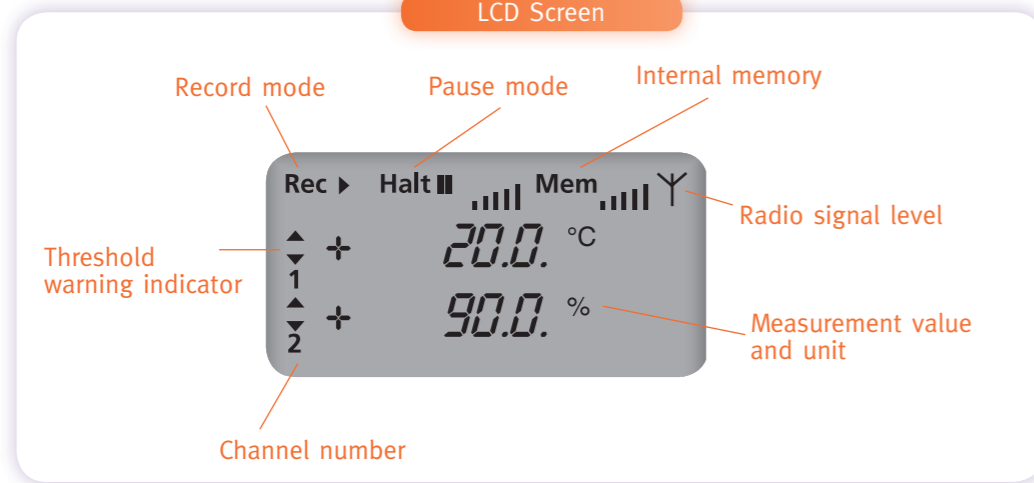 LCD Screen
Record mode
Pause mode
Internal memory
Rec
Halt
Mem
Radio signal level
Threshold
warning indicator
1
20.0. °C
2
90.0. %
Measurement value
and unit
Channel number